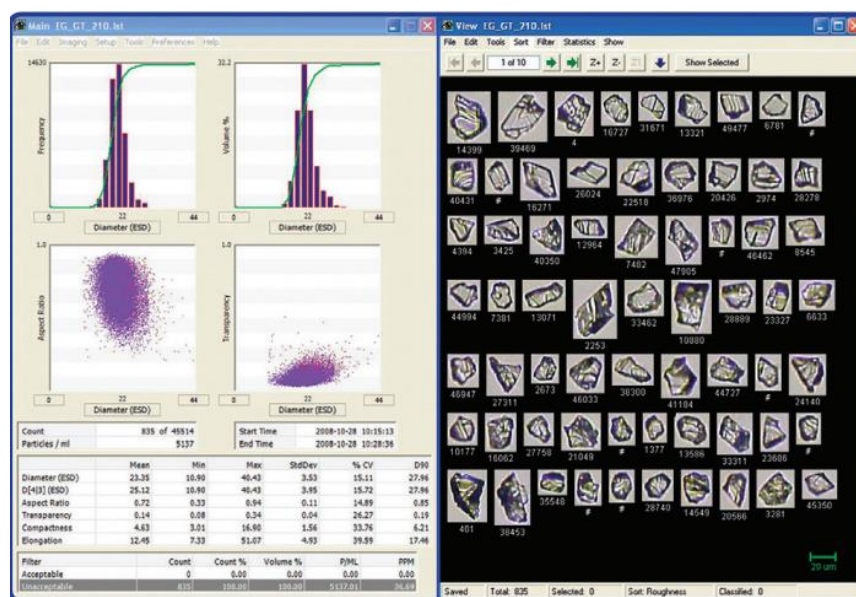 Main EG_GT_210.lst
File Edit Imaging Setup Tools Preferences Help
14620
Frequency
0 22 44
Diameter (ESD)
Volume %
0 22 44
Diameter (ESD)
1.0
Aspect Ratio
0 22 44
Diameter (ESD)
1.0
Transparency
0 22 44
Diameter (ESD)
Count 835 of 45514
Particles / ml 5137
Start Time 2008-10-28 10:15:13
End Time 2008-10-28 10:28:36
Mean Min Max StdDev % CV D90
Diameter (ESD) 23.35 10.90 40.43 3.53 15.11 27.96
D[4|3] (ESD) 25.12 10.90 40.43 3.95 15.72 27.96
Aspect Ratio 0.72 0.33 0.94 0.11 14.89 0.85
Transparency 0.14 0.08 0.34 0.04 26.27 0.19
Compactness 4.63 3.01 16.90 1.56 33.76 6.21
Elongation 12.45 7.33 51.07 4.93 39.59 17.46
Filter Count Count % Volume % P/ML PPM
Acceptable 0 0.00 0.00 0.00 0.00
Unacceptable 835 100.00 100.00 5137.01 36.69
View EG_GT_210.lst
File Edit Tools Sort Filter Statistics Show
1 of 10 Z+ Z- Z1 Show Selected
14399 39469 4 16727 31671 13321 49477 6781 #
40431 # 16271 26024 22518 36976 20426 2974 28278
4394 3425 40350 12964 7482 47905 # 46462 8545
44994 7381 13071 2253 33462 10880 28889 23327 6633
46947 27311 2673 46033 38300 41184 44727 # 24140
10177 16062 27758 21049 # 1377 13586 33311 23606 #
401 38453 35548 # # 28740 14549 20566 3281 45350
20 um
Saved Total: 835 Selected: 0 Sort: Roughness Classified: 0